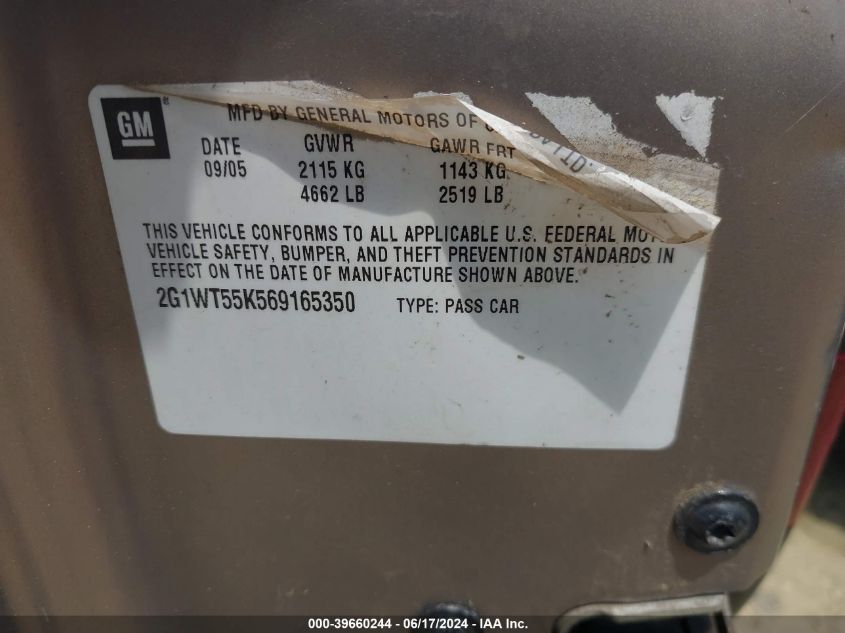 GM
MFD BY GENERAL MOTORS OF
DATE GVWR GAWR FRT
09/05 2115 KG 1143 KG
4662 LB 2519 LB
THIS VEHICLE CONFORMS TO ALL APPLICABLE U.S. FEDERAL
VEHICLE SAFETY, BUMPER, AND THEFT PREVENTION STANDARDS IN
EFFECT ON THE DATE OF MANUFACTURE SHOWN ABOVE.
2G1WT55K569165350 TYPE: PASS CAR
000-39660244 / 06/17/2024 / IAA Inc.